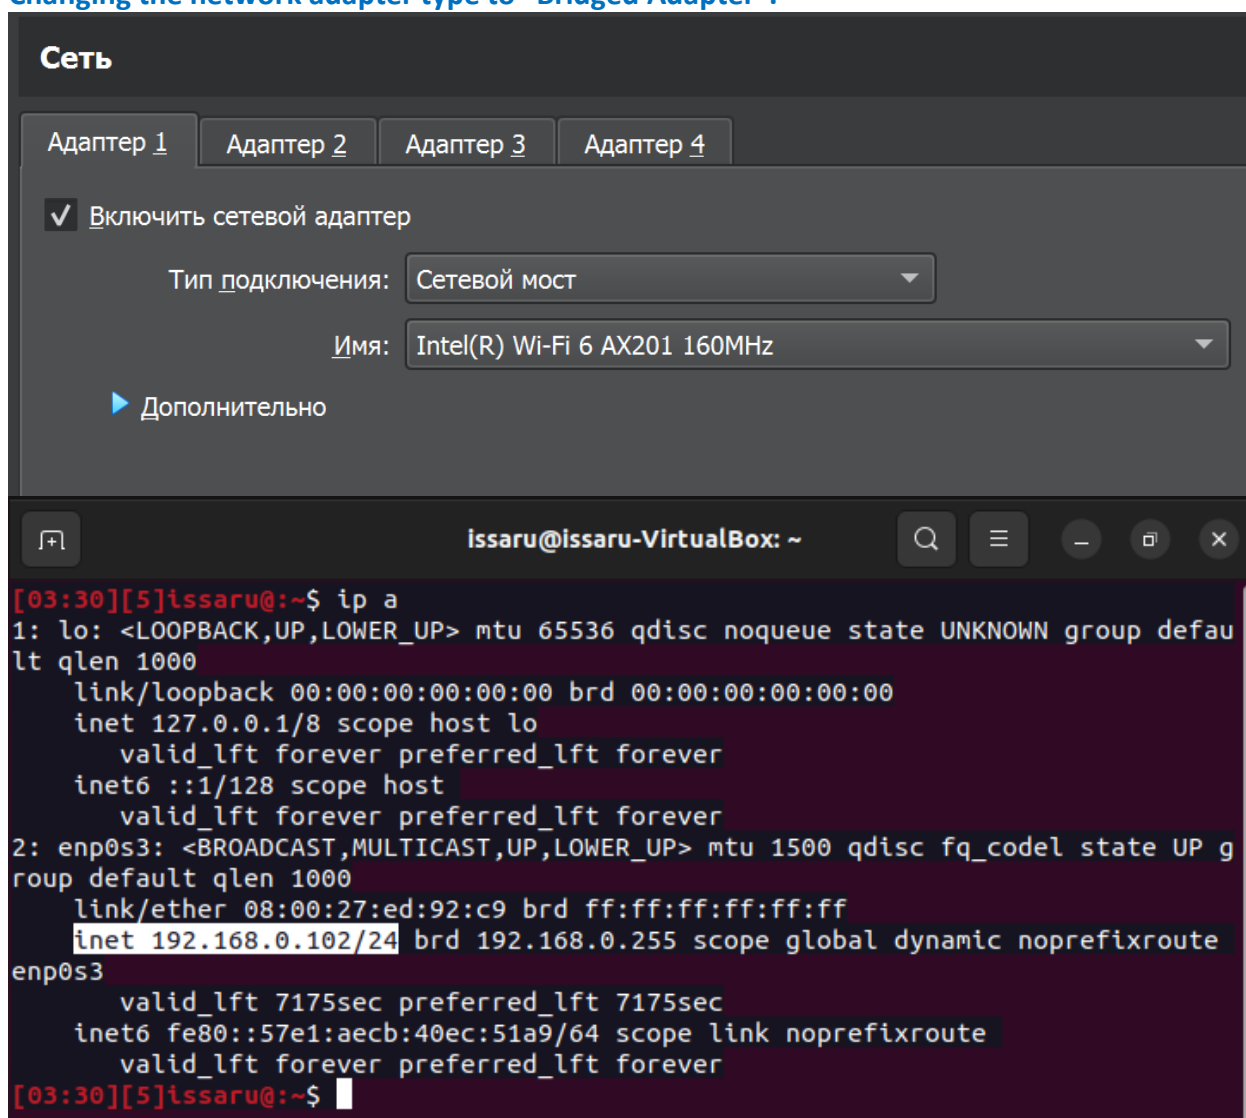 Changing the network adapter type to "Bridged Adapter".
Сеть
Адаптер 1
Адаптер 2
Адаптер 3
Адаптер 4
Включить сетевой адаптер
Тип подключения: Сетевой мост
Имя: Intel(R) Wi-Fi 6 AX201 160MHz
Дополнительно
issaru@issaru-VirtualBox: ~
[03:30][5]issaru@:~$ ip a
1: lo: <LOOPBACK,UP,LOWER_UP> mtu 65536 qdisc noqueue state UNKNOWN group defau
lt qlen 1000
    link/loopback 00:00:00:00:00:00 brd 00:00:00:00:00:00
    inet 127.0.0.1/8 scope host lo
       valid_lft forever preferred_lft forever
    inet6 ::1/128 scope host
       valid_lft forever preferred_lft forever
2: enp0s3: <BROADCAST,MULTICAST,UP,LOWER_UP> mtu 1500 qdisc fq_codel state UP g
roup default qlen 1000
    link/ether 08:00:27:ed:92:c9 brd ff:ff:ff:ff:ff:ff
    inet 192.168.0.102/24 brd 192.168.0.255 scope global dynamic noprefixroute
enp0s3
       valid_lft 7175sec preferred_lft 7175sec
    inet6 fe80::57e1:aecb:40ec:51a9/64 scope link noprefixroute
       valid_lft forever preferred_lft forever
[03:30][5]issaru@:~$